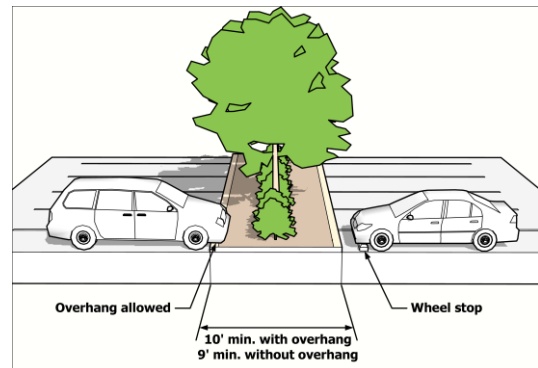 Overhang allowed
Wheel stop
10' min. with overhang
9' min. without overhang